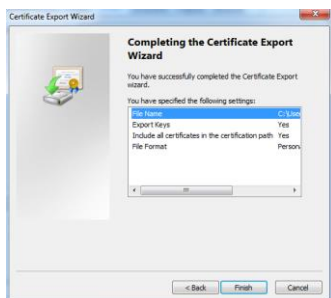 Certificate Export Wizard
Completing the Certificate Export
Wizard
You have successfully completed the Certificate Export
wizard.
You have specified the following settings:
File Name C:\User
Export Keys Yes
Include all certificates in the certification path Yes
File Format Persona
< Back Finish Cancel